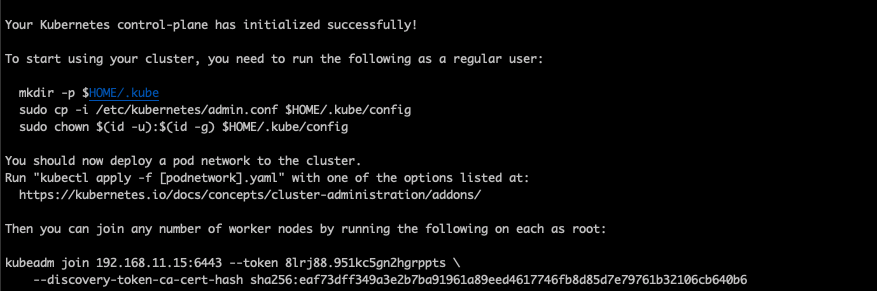 Your Kubernetes control-plane has initialized successfully!
To start using your cluster, you need to run the following as a regular user:
mkdir -p $HOME/.kube
sudo cp -i /etc/kubernetes/admin.conf $HOME/.kube/config
sudo chown $(id -u):$(id -g) $HOME/.kube/config
You should now deploy a pod network to the cluster.
Run "kubectl apply -f [podnetwork].yaml" with one of the options listed at:
https://kubernetes.io/docs/concepts/cluster-administration/addons/
Then you can join any number of worker nodes by running the following on each as root:
kubeadm join 192.168.11.15:6443 --token 8lrj88.951kc5gn2hgrppts \
--discovery-token-ca-cert-hash sha256:eaf73dff349a3e2b7ba91961a89eed4617746fb8d85d7e79761b32106cb640b6